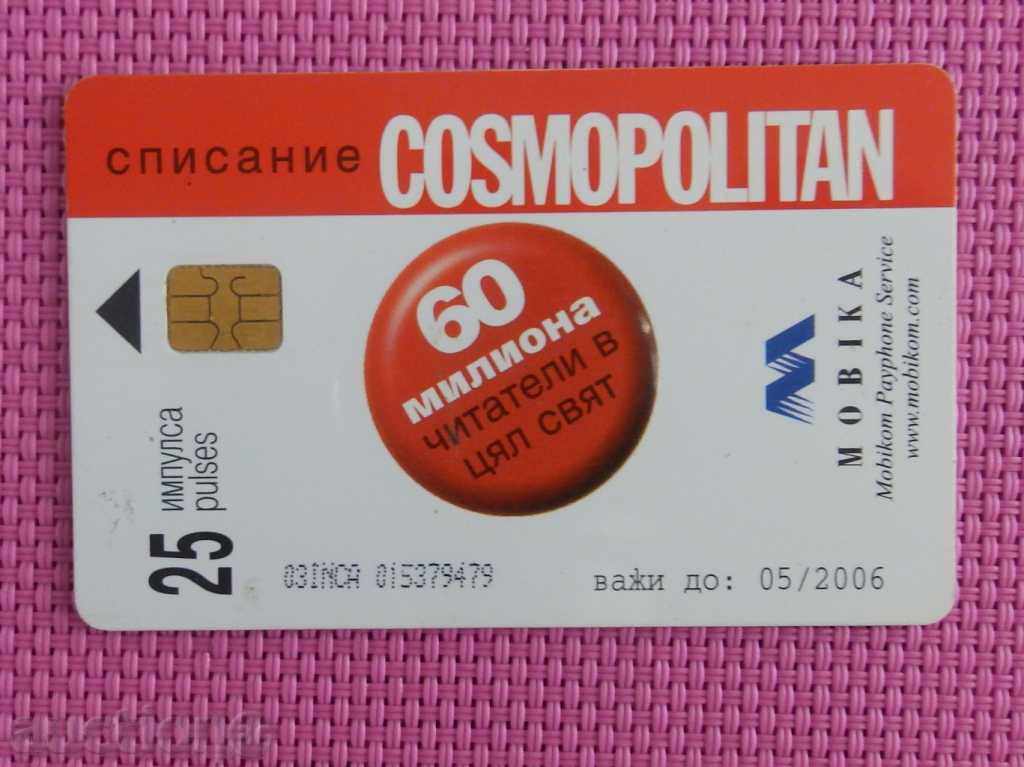 списание COSMOPOLITAN
60
милиона
читатели в
цял свят
MOBIKA
Mobikom Payphone Service
www.mobikom.com
25 импулса
pulses
03INCA 015379479
важи до: 05/2006